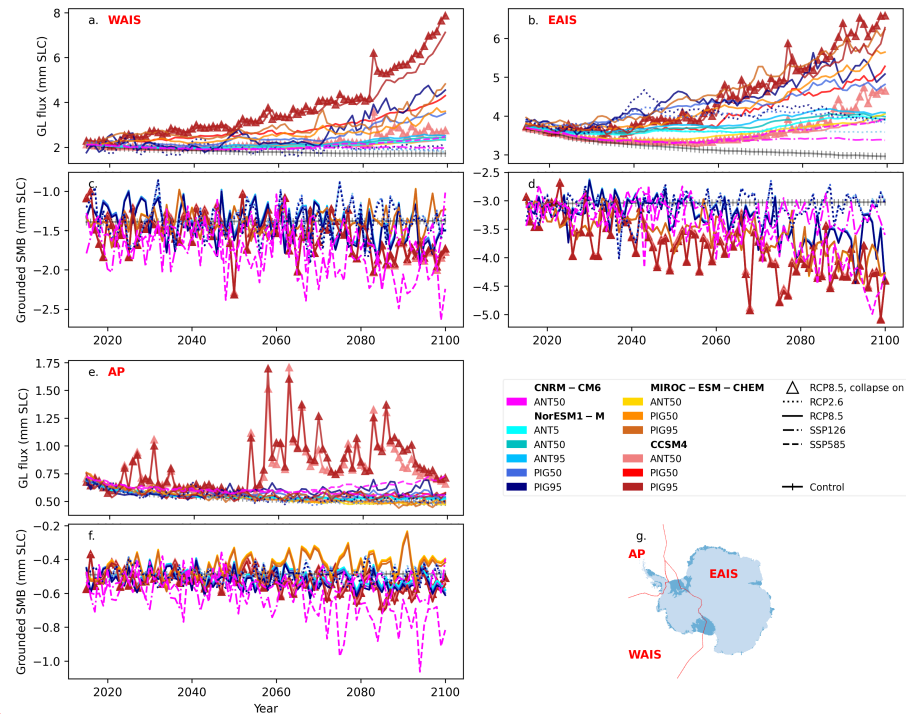 a. WAIS
GL flux (mm SLC)
8
6
4
2
b. EAIS
6
5
4
3
c.
Grounded SMB (mm SLC)
−1.0
−1.5
−2.0
−2.5
2020 2040 2060 2080 2100
d.
−2.5
−3.0
−3.5
−4.0
−4.5
−5.0
2020 2040 2060 2080 2100
e. AP
GL flux (mm SLC)
1.75
1.50
1.25
1.00
0.75
0.50
f.
Grounded SMB (mm SLC)
−0.2
−0.4
−0.6
−0.8
−1.0
2020 2040 2060 2080 2100
Year
CNRM − CM6
ANT50
NorESM1 − M
ANT5
ANT50
ANT95
PIG50
PIG95
MIROC − ESM − CHEM
ANT50
PIG50
PIG95
CCSM4
ANT50
PIG50
PIG95
RCP8.5, collapse on
RCP2.6
RCP8.5
SSP126
SSP585
Control
g.
AP
EAIS
WAIS